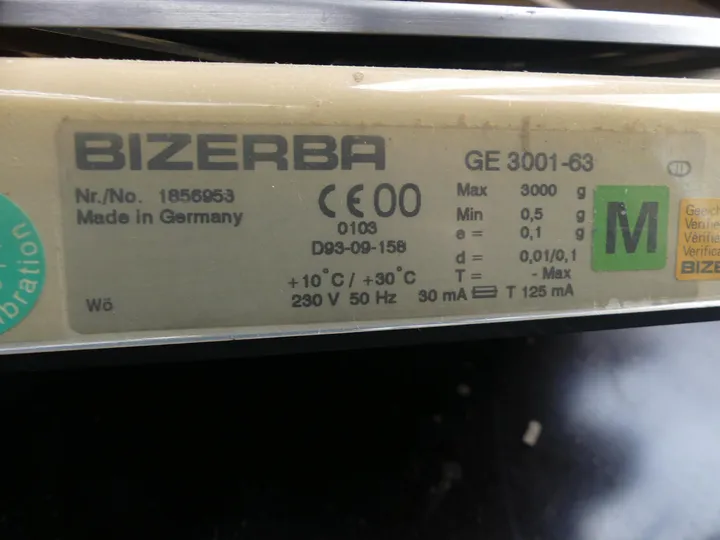 BIZERBA
GE 3001-63
Nr./No. 1856953
Made in Germany
CE 00
0103
D93-09-158
Max 3000 g
Min 0,5 g
e = 0,1 g
d = 0,01/0,1
T = - Max
+10°C / +30°C
230 V 50 Hz 30 mA T 125 mA
Wö
M
BIZE